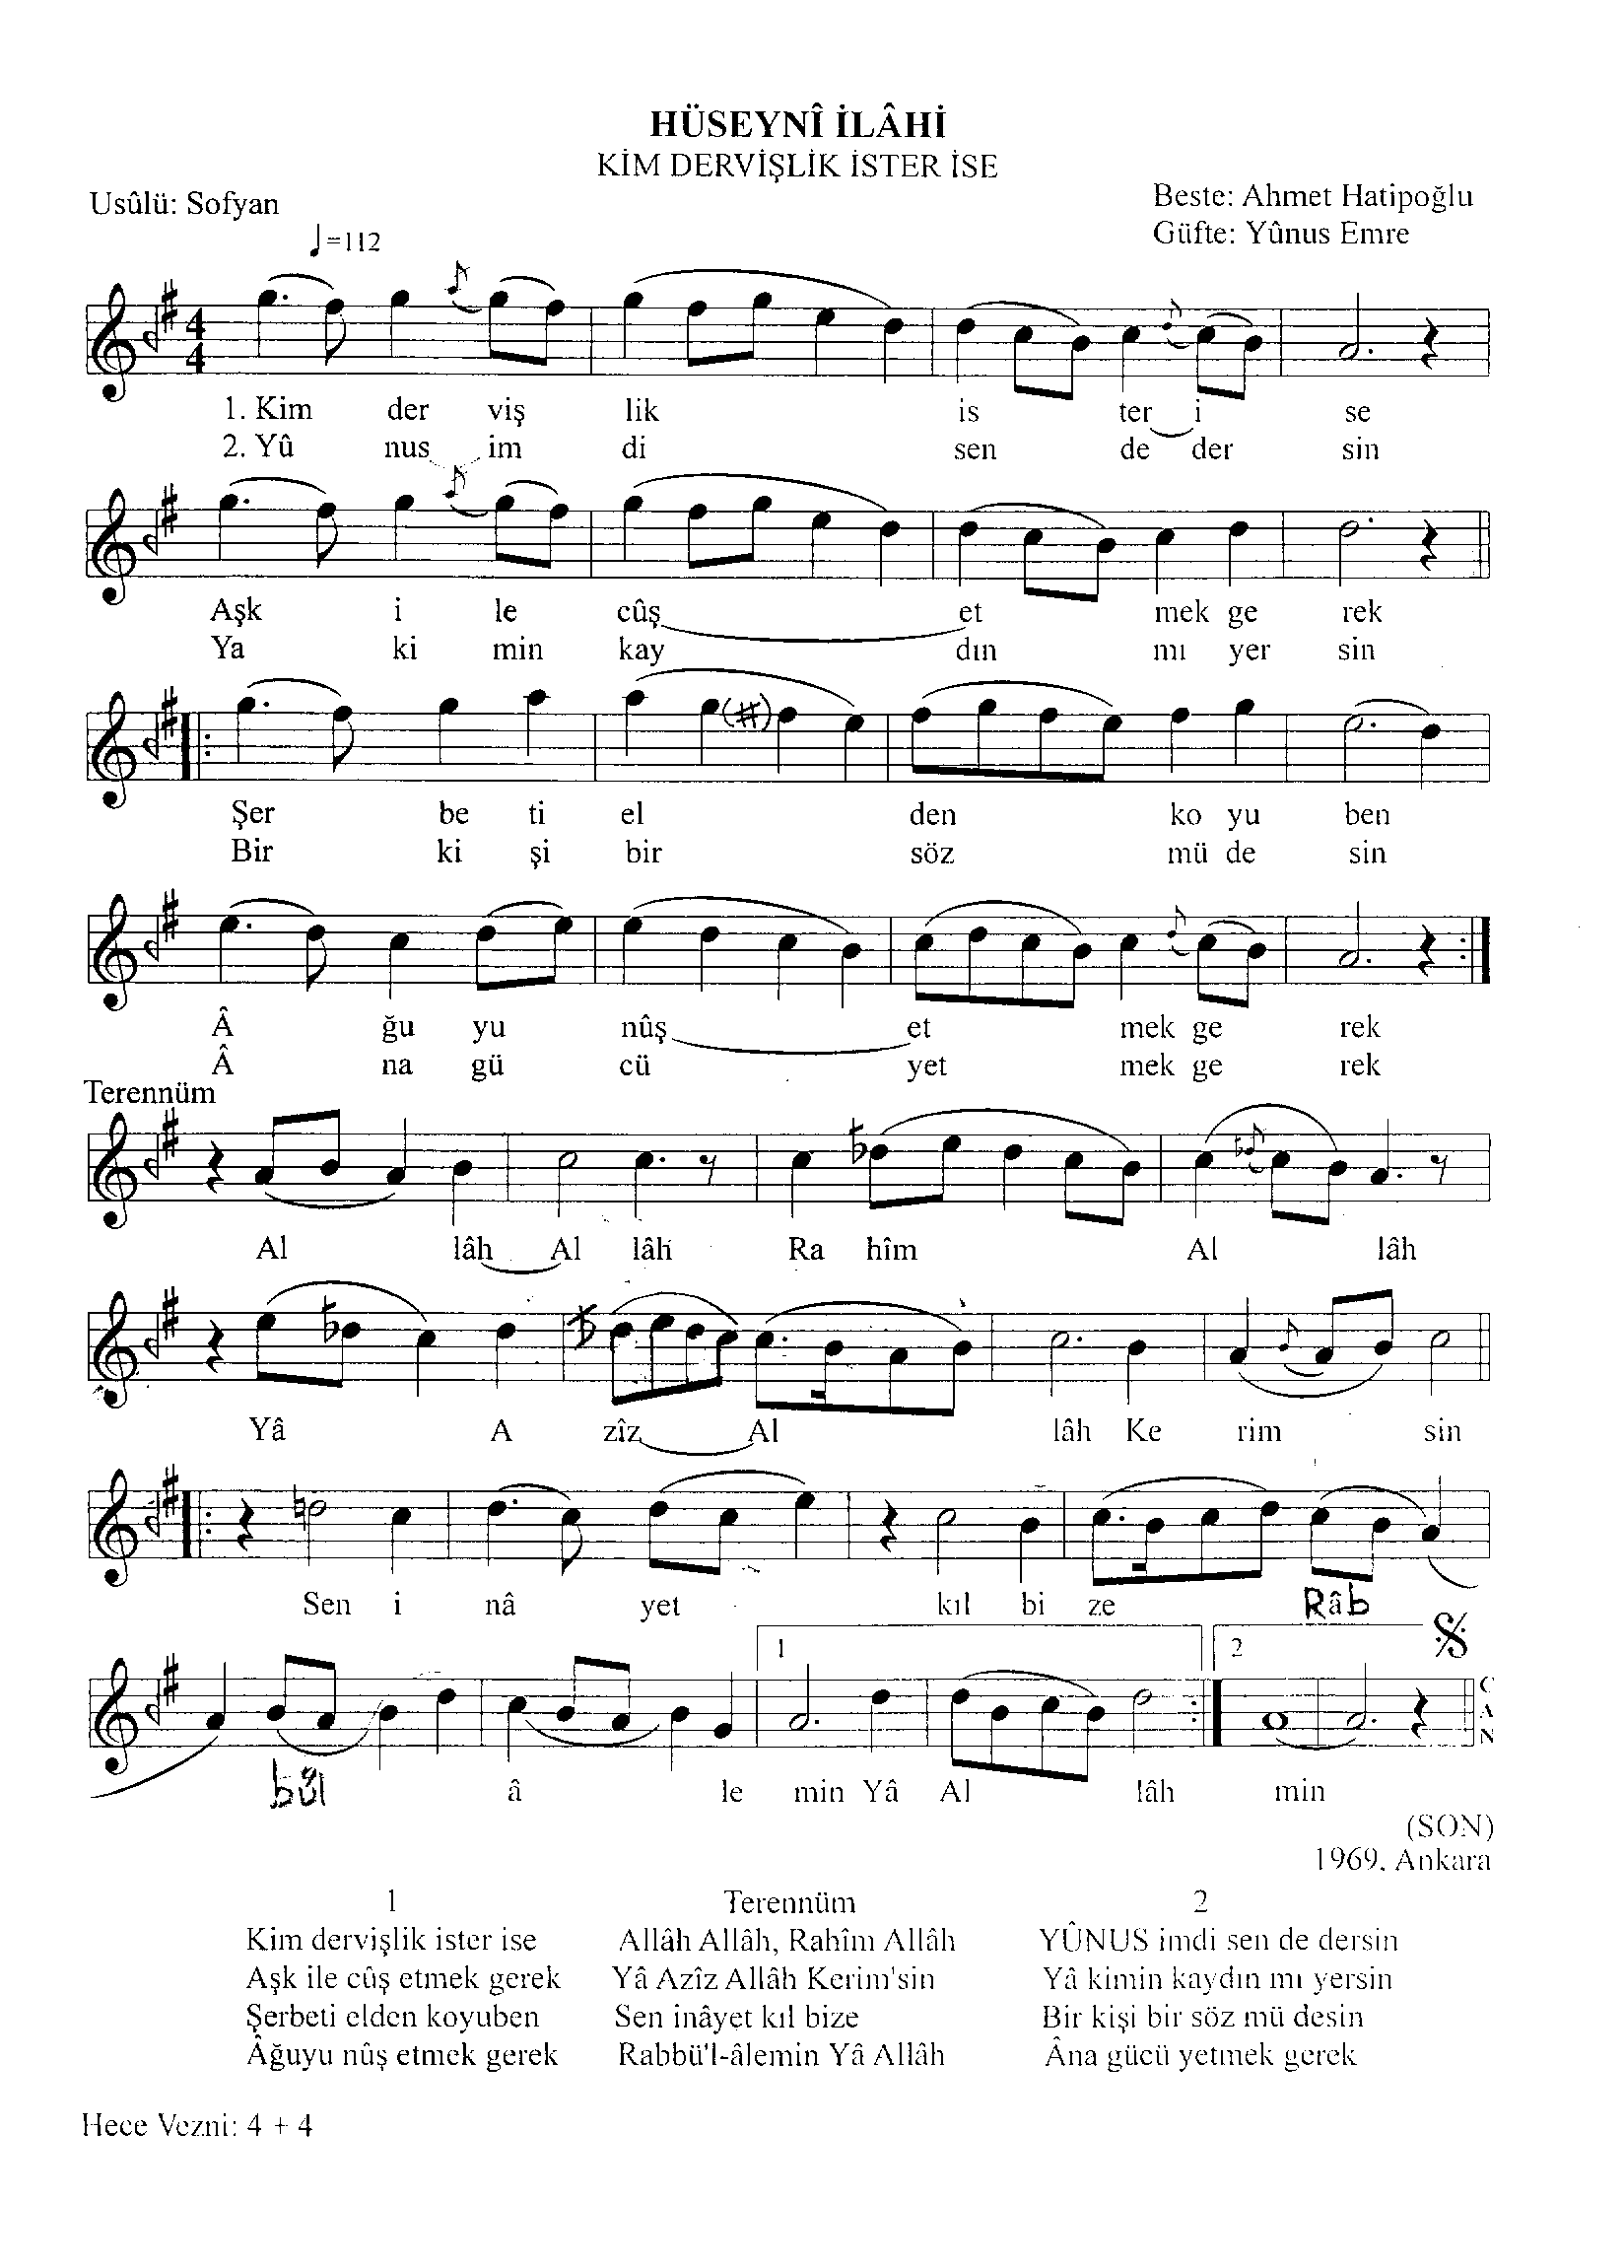 HÜSEYNÎ İLÂHİ
KİM DERVİŞLİK İSTER İSE
Usûlü: Sofyan
Beste: Ahmet Hatipoğlu
Güfte: Yûnus Emre
=112
4
4
1. Kim der viş lik is ter i se
2. Yû nus im di sen de der sin
Aşk i le cûş et mek ge rek
Ya ki min kay dın mı yer sin
Şer be ti el den ko yu ben
Bir ki şi bir söz mü de sin
Â ğu yu nûş et mek ge rek
Â na gü cü yet mek ge rek
Terennüm
Al lâh Al lâh Ra hîm Al lâh
Yâ A zîz Al lâh Ke rim sin
Sen i nâ yet kıl bi ze Râb
1 2
bül â le min Yâ Al lâh min
(SON)
1969, Ankara
1 Terennüm 2
Kim dervişlik ister ise Allâh Allâh, Rahîm Allâh YÛNUS imdi sen de dersin
Aşk ile cûş etmek gerek Yâ Azîz Allâh Kerim'sin Yâ kimin kaydın mı yersin
Şerbeti elden koyuben Sen inâyet kıl bize Bir kişi bir söz mü desin
Âğuyu nûş etmek gerek Rabbü'l-âlemin Yâ Allâh Âna gücü yetmek gerek
Hece Vezni: 4 + 4